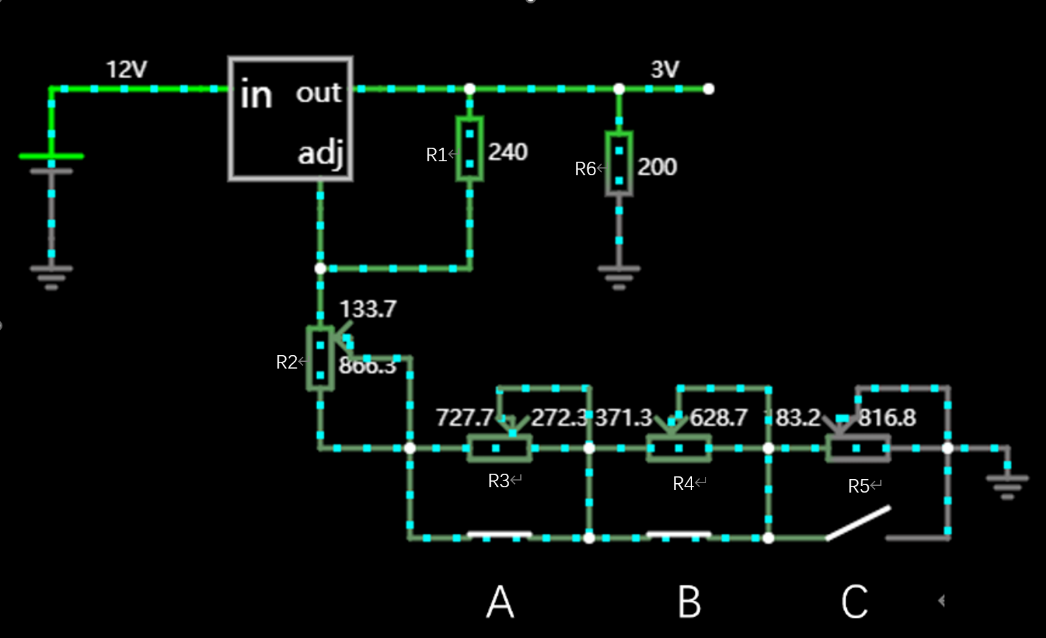 12V
in out
adj
3V
R1↵
240
R6↵
200
133.7
R2↵
866.3
727.7
272.3
371.3
628.7
83.2
816.8
R3↵
R4↵
R5↵
A
B
C